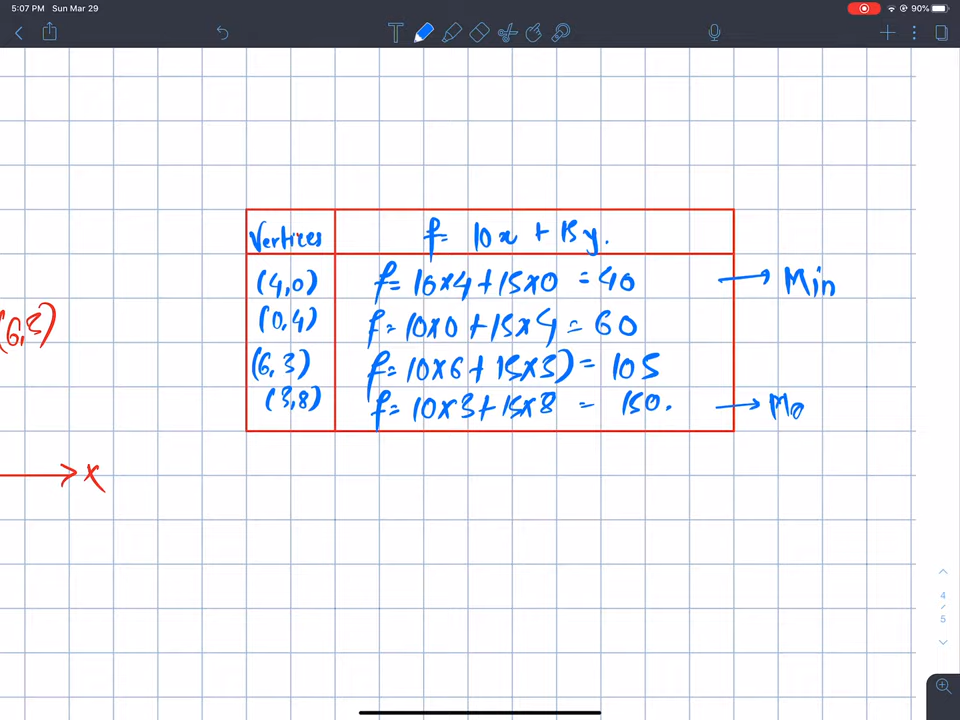 5:07 PM Sun Mar 29
90%
T
Vertices f= 10x + 15y.
(4,0) f= 10x4+15x0 = 40 → Min
(0,4) f= 10x0+15x4 = 60
(6,3) f= 10x6+15x3) = 105
(3,8) f= 10x3+15x8 = 150. → Mo
(6,3)
x
4
/
5